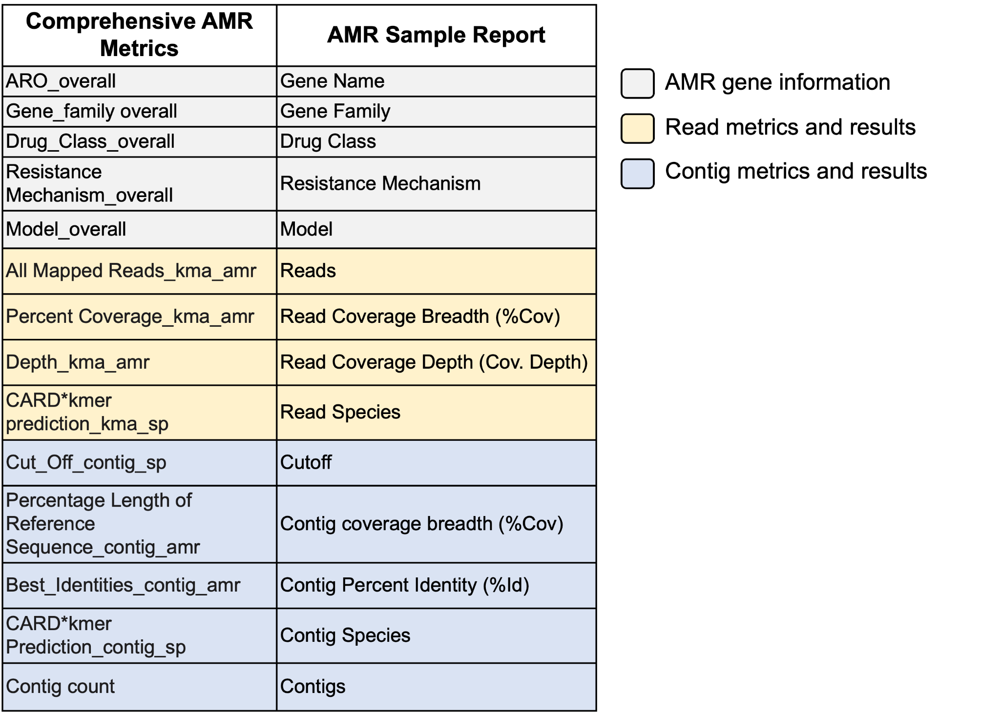 Comprehensive AMR
Metrics
AMR Sample Report
ARO_overall
Gene Name
Gene_family overall
Gene Family
Drug_Class_overall
Drug Class
Resistance
Mechanism_overall
Resistance Mechanism
Model_overall
Model
All Mapped Reads_kma_amr
Reads
Percent Coverage_kma_amr
Read Coverage Breadth (%Cov)
Depth_kma_amr
Read Coverage Depth (Cov. Depth)
CARD*kmer
prediction_kma_sp
Read Species
Cut_Off_contig_sp
Cutoff
Percentage Length of
Reference
Sequence_contig_amr
Contig coverage breadth (%Cov)
Best_Identities_contig_amr
Contig Percent Identity (%Id)
CARD*kmer
Prediction_contig_sp
Contig Species
Contig count
Contigs
AMR gene information
Read metrics and results
Contig metrics and results